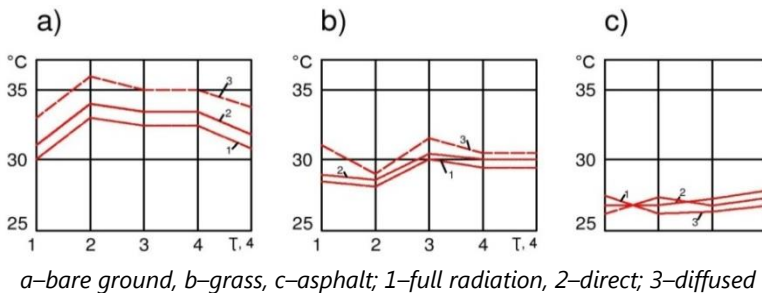 a) b) c)
°C °C °C
35 35 35
3 3
2 2 1 2
1 1 3
30 30 30
25 25 25
1 2 3 4 τ, 4 1 2 3 4 τ, 4
a–bare ground, b–grass, c–asphalt; 1–full radiation, 2–direct; 3–diffused